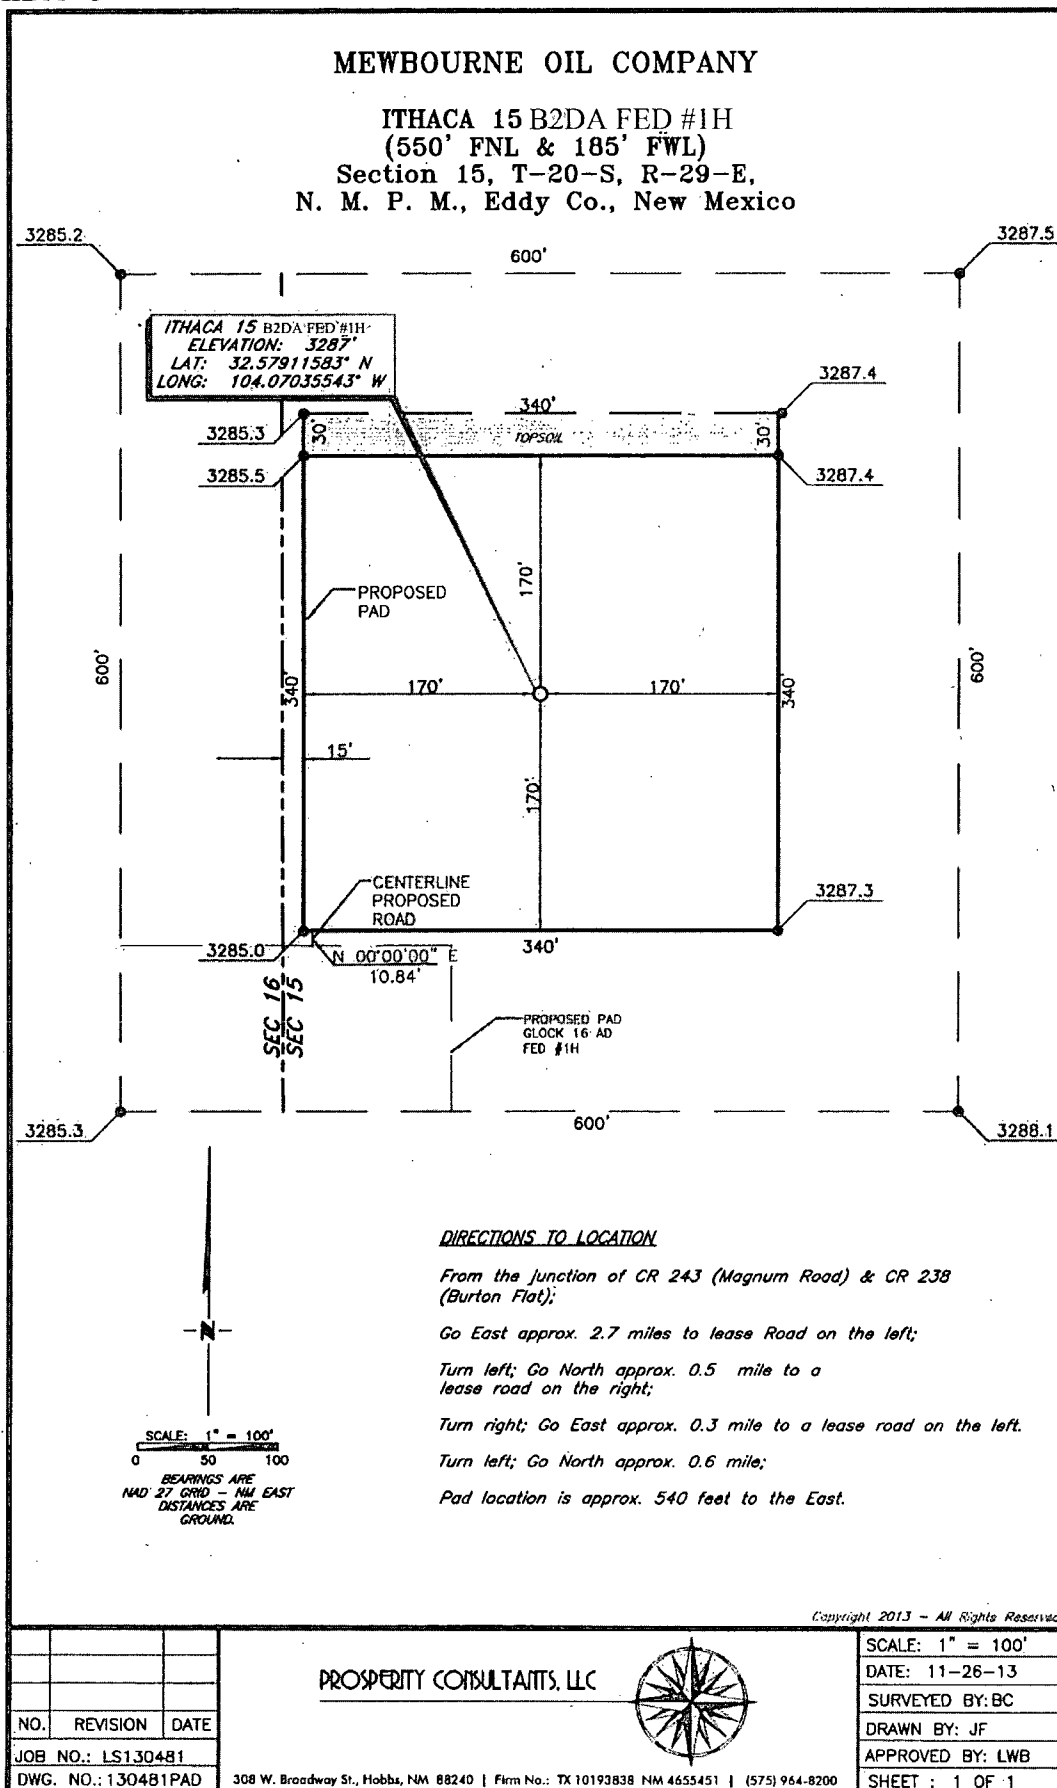 MEWBOURNE OIL COMPANY
ITHACA 15 B2DA FED #1H
(550' FNL & 185' FWL)
Section 15, T-20-S, R-29-E,
N. M. P. M., Eddy Co., New Mexico
3285.2
600'
3287.5
ITHACA 15 B2DA FED #1H
ELEVATION: 3287'
LAT: 32.57911583° N
LONG: 104.07035543° W
3287.4
340'
3285.3
30'
TOPSOIL
30'
3285.5
3287.4
170'
PROPOSED
PAD
600'
340'
170'
170'
340'
600'
15'
170'
CENTERLINE
PROPOSED
ROAD
3287.3
3285.0
N 00°00'00" E
10.84'
340'
SEC 16
SEC 15
PROPOSED PAD
GLOCK 16 AD
FED #1H
3285.3
600'
3288.1
DIRECTIONS TO LOCATION
From the junction of CR 243 (Magnum Road) & CR 238
(Burton Flat);
Go East approx. 2.7 miles to lease Road on the left;
Turn left; Go North approx. 0.5 mile to a
lease road on the right;
Turn right; Go East approx. 0.3 mile to a lease road on the left.
Turn left; Go North approx. 0.6 mile;
Pad location is approx. 540 feet to the East.
N
SCALE: 1" = 100'
0 50 100
BEARINGS ARE
NAD 27 GRID - NM EAST
DISTANCES ARE
GROUND.
Copyright 2013 - All Rights Reserved
NO. REVISION DATE
JOB NO.: LS130481
DWG. NO.: 130481PAD
PROSPERITY CONSULTANTS, LLC
308 W. Broadway St., Hobbs, NM 88240 | Firm No.: TX 10193838 NM 4655451 | (575) 964-8200
SCALE: 1" = 100'
DATE: 11-26-13
SURVEYED BY: BC
DRAWN BY: JF
APPROVED BY: LWB
SHEET : 1 OF 1